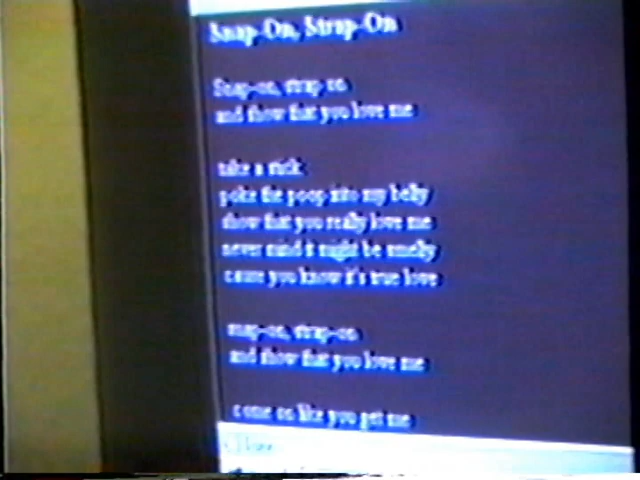 Snap-On, Strap-On
Snap-on, strap on
and show that you love me
take a stick
poke the poop into my belly
show that you really love me
never mind it might be smelly
cause you know it's true love
snap-on, strap-on
and show that you love me
come on like you get me